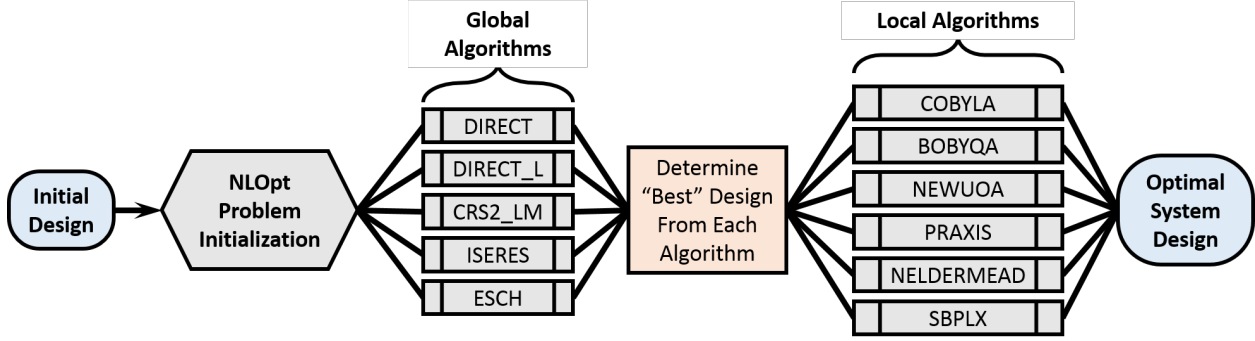 Initial
Design
NLOpt
Problem
Initialization
Global
Algorithms
DIRECT
DIRECT_L
CRS2_LM
ISERES
ESCH
Determine
“Best” Design
From Each
Algorithm
Local Algorithms
COBYLA
BOBYQA
NEWUOA
PRAXIS
NELDERMEAD
SBPLX
Optimal
System
Design